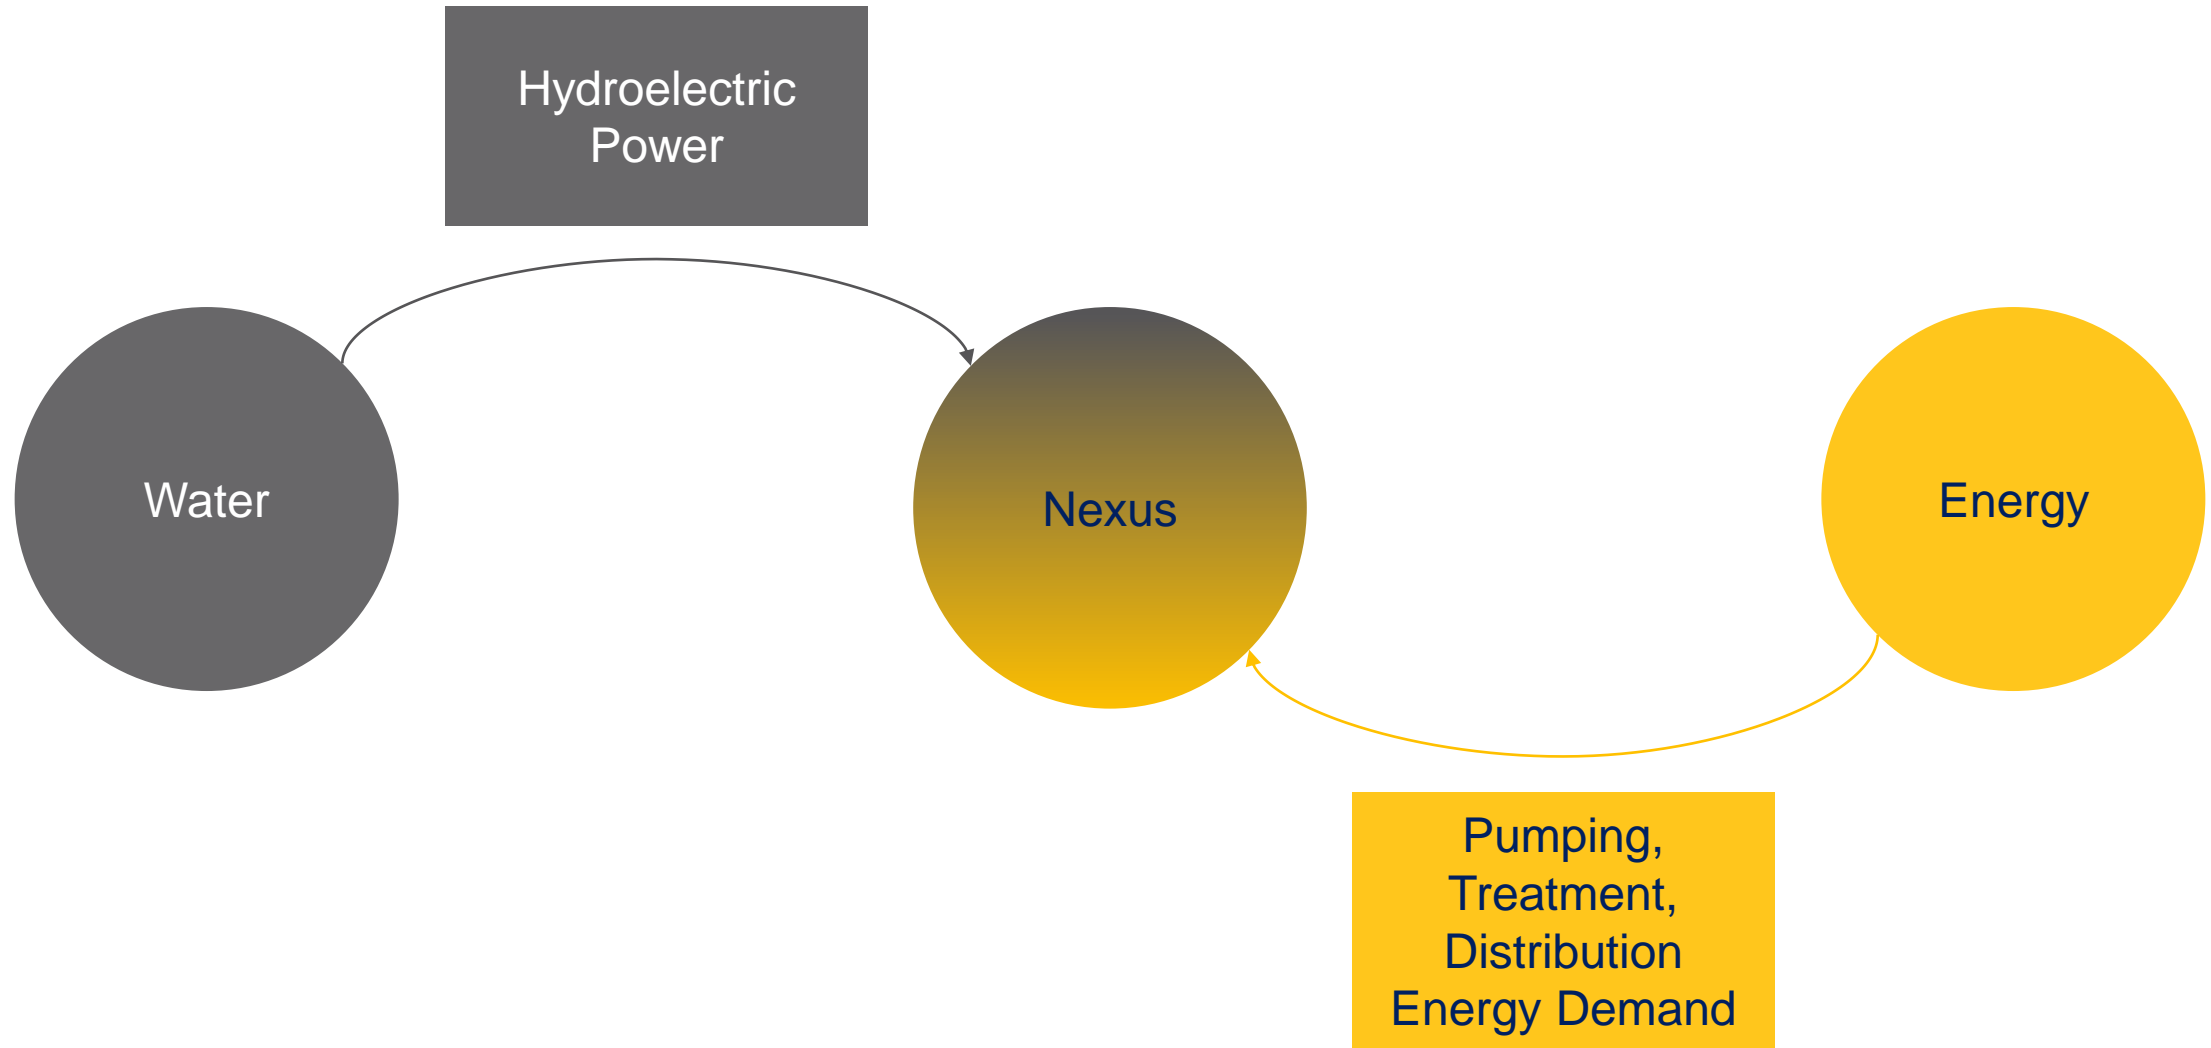 Hydroelectric
Power
Water
Nexus
Energy
Pumping,
Treatment,
Distribution
Energy Demand